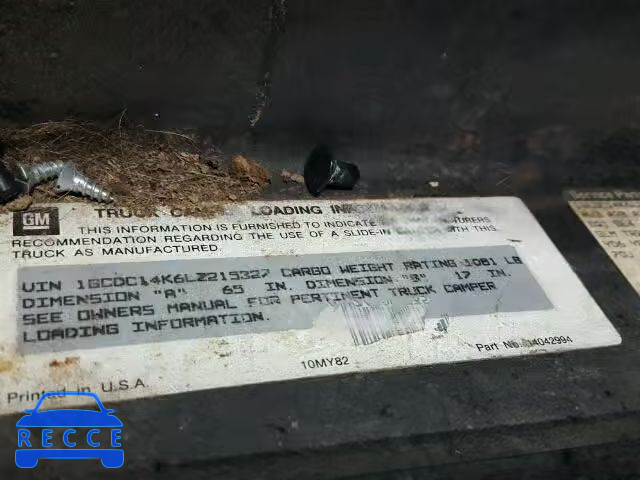 GM
TRUCK LOADING
THIS INFORMATION IS FURNISHED TO INDICATE
RECOMMENDATION REGARDING THE USE OF A SLIDE-IN WITH THIS
TRUCK AS MANUFACTURED.
VIN 1GCDC14K6LZ215327 CARGO WEIGHT RATING 1081 LB
DIMENSION "A" 65 IN. DIMENSION "B" 17 IN.
SEE OWNERS MANUAL FOR PERTINENT TRUCK CAMPER
LOADING INFORMATION.
10MY82
Part No.
Printed in U.S.A.
RECCE